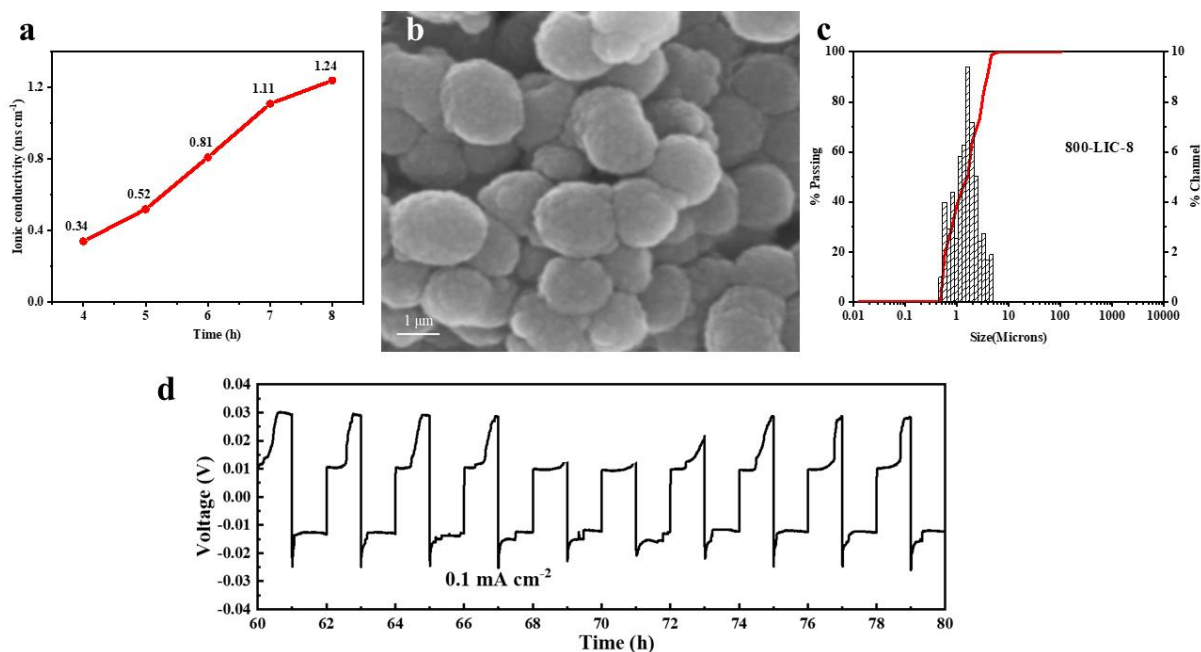 a
Ionic conductivity (ms cm⁻¹)
1.2
0.8
0.4
0.0
0.34
0.52
0.81
1.11
1.24
4 5 6 7 8
Time (h)
b
1 μm
c
% Passing
100
80
60
40
20
0
% Channel
10
8
6
4
2
0
800-LIC-8
0.01 0.1 1 10 100 1000 10000
Size(Microns)
d
Voltage (V)
0.04
0.03
0.02
0.01
0.00
-0.01
-0.02
-0.03
-0.04
0.1 mA cm⁻²
60 62 64 66 68 70 72 74 76 78 80
Time (h)